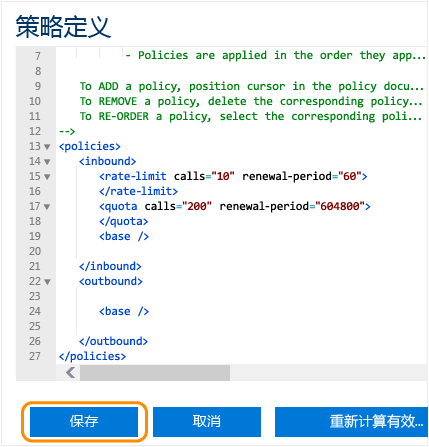 策略定义
7 - Policies are applied in the order they app...
8
9 To ADD a policy, position cursor in the policy docu...
10 To REMOVE a policy, delete the corresponding policy...
11 To RE-ORDER a policy, select the corresponding poli...
12 -->
13 <policies>
14 <inbound>
15 <rate-limit calls="10" renewal-period="60">
16 </rate-limit>
17 <quota calls="200" renewal-period="604800">
18 </quota>
19 <base />
20
21 </inbound>
22 <outbound>
23
24 <base />
25
26 </outbound>
27 </policies>
保存 取消 重新计算有效...